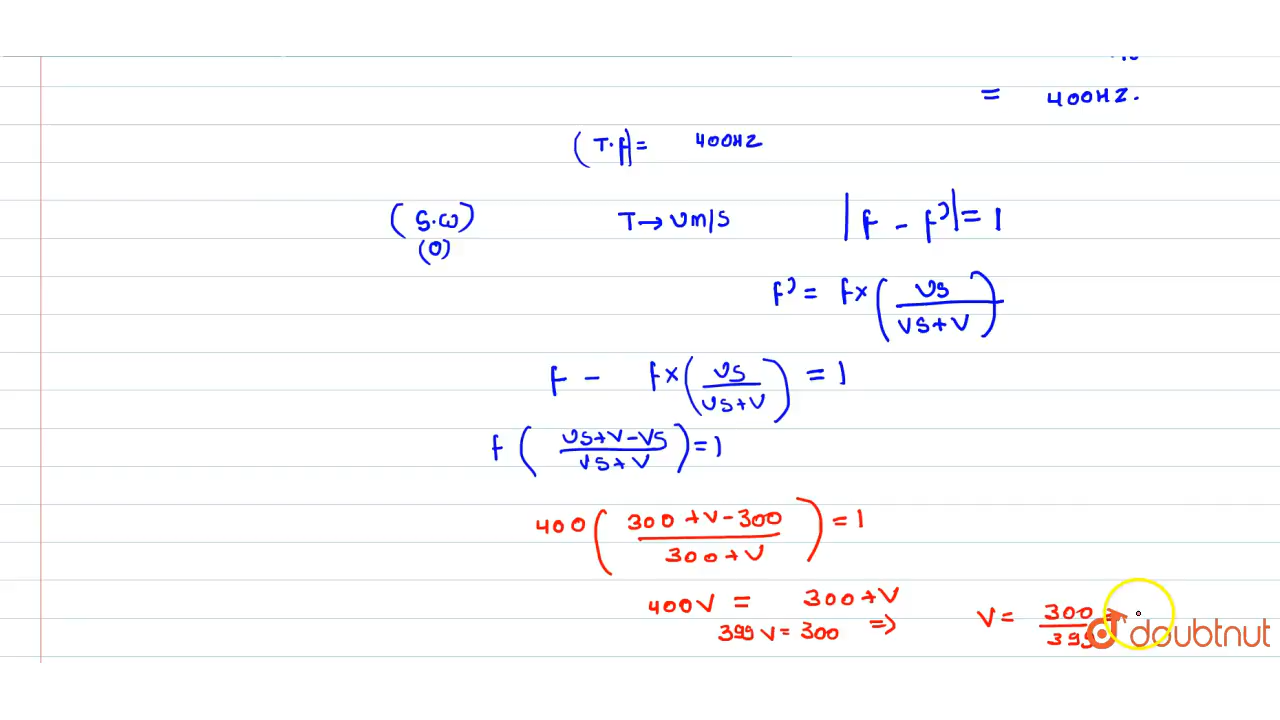 = 400HZ.
(T.f) = 400HZ
(S.W) T → vm/s |f - f'| = 1
(0)
f' = f× (vs / vs+v)
f - f× (vs / vs+v) = 1
f (vs+v-vs / vs+v) = 1
400 (300+v-300 / 300+v) = 1
400v = 300+v
399v = 300 ⇒ v = 300 / 399 =
doubtnut